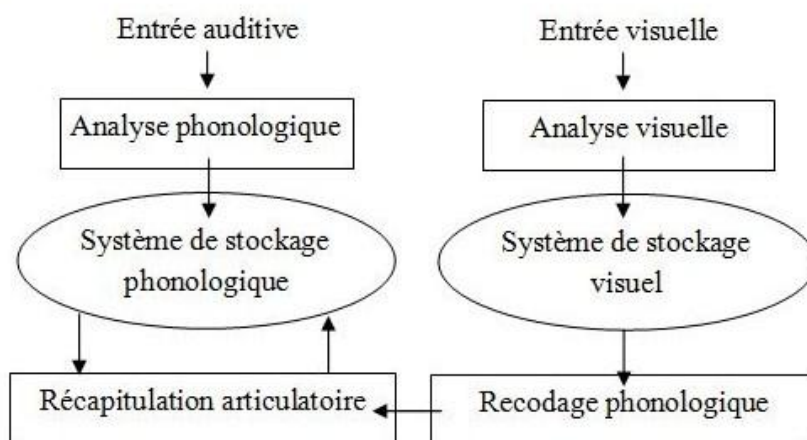 Entrée auditive
Analyse phonologique
Système de stockage
phonologique
Récapitulation articulatoire
Entrée visuelle
Analyse visuelle
Système de stockage
visuel
Recodage phonologique